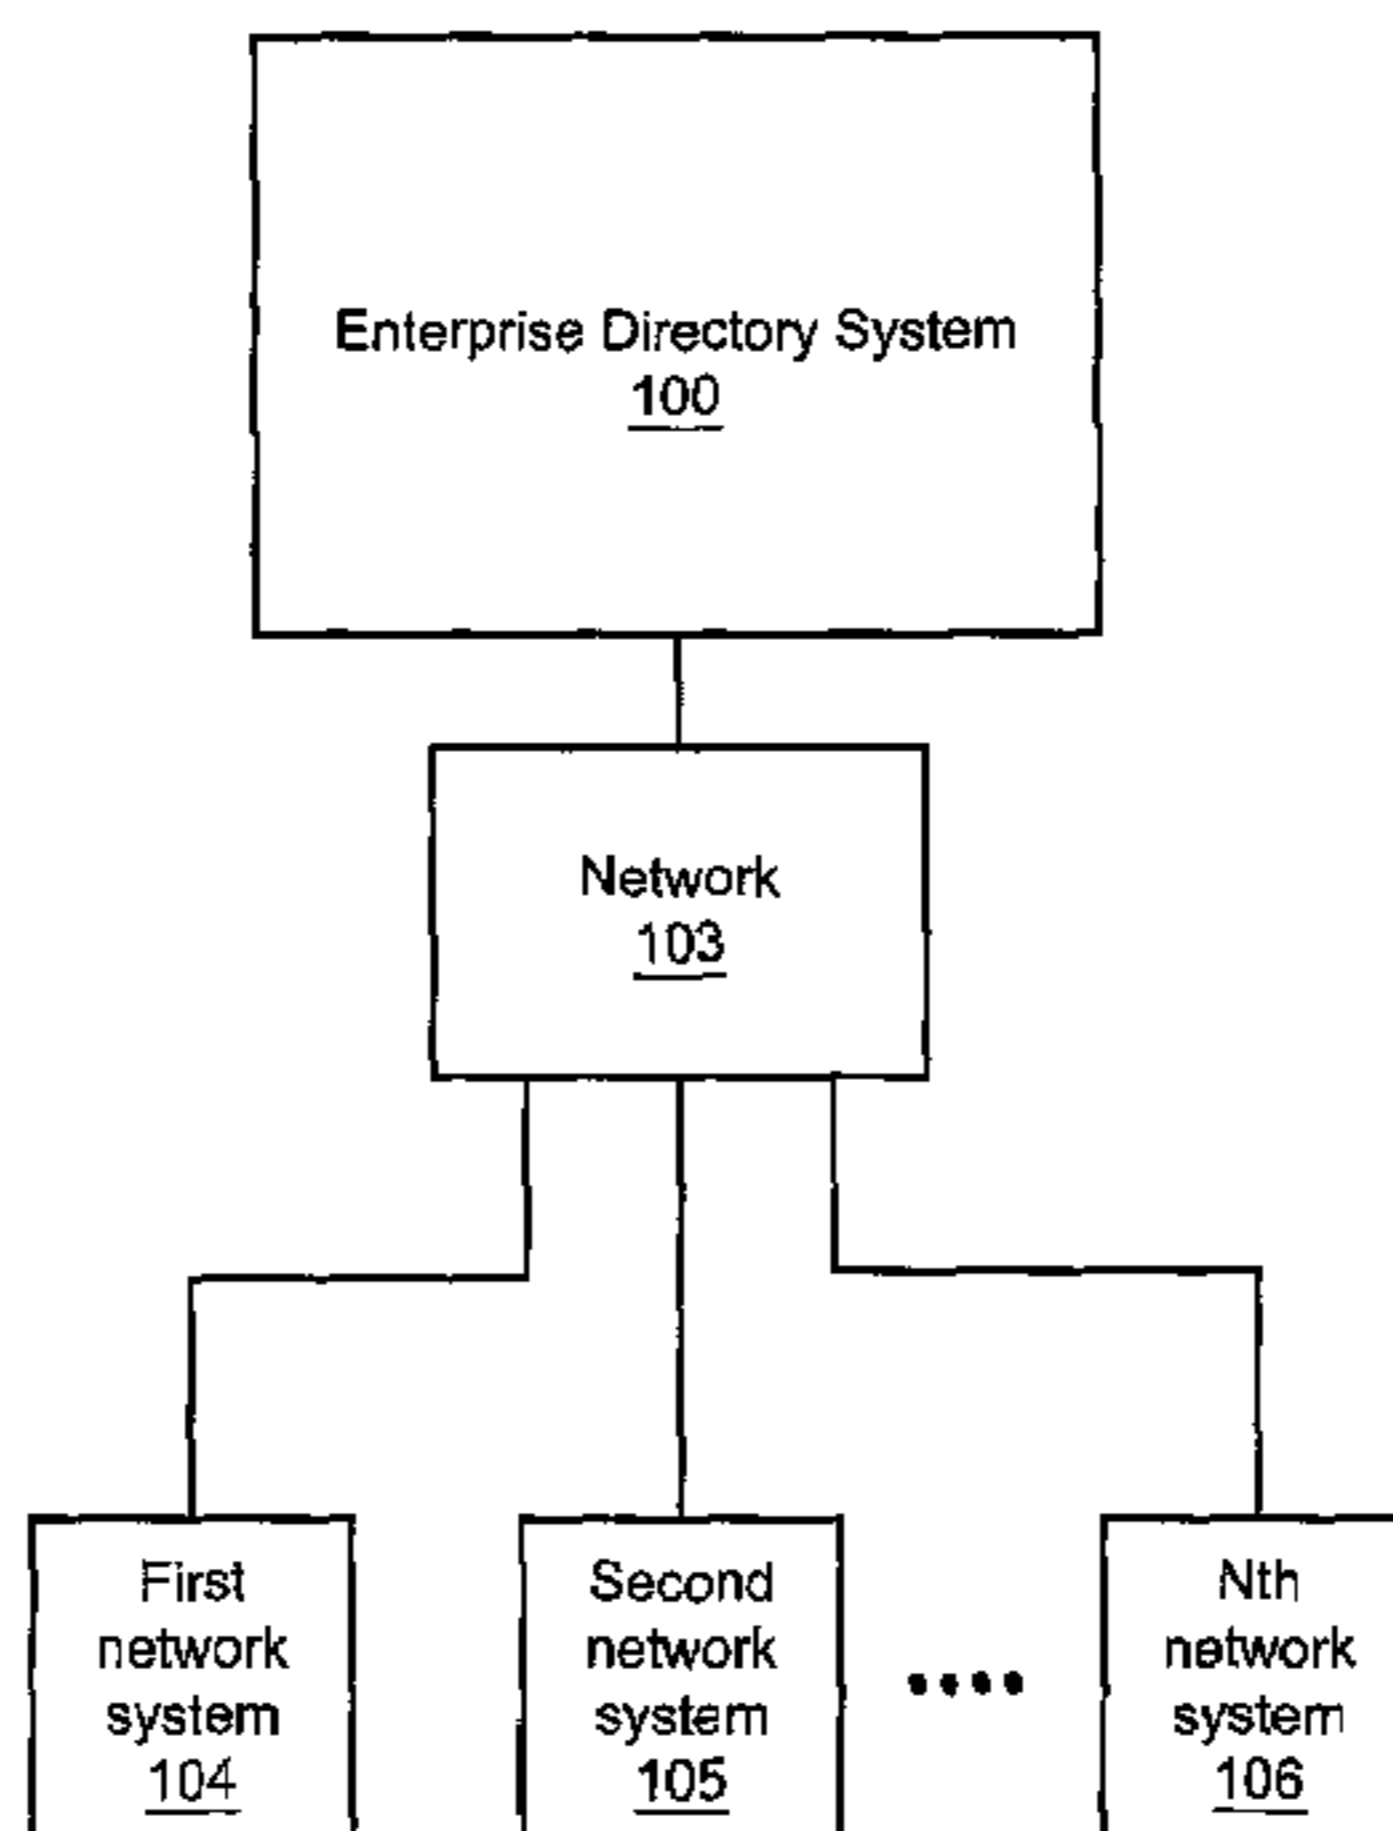 Enterprise Directory System
100
Network
103
First
network
system
104
Second
network
system
105
Nth
network
system
106